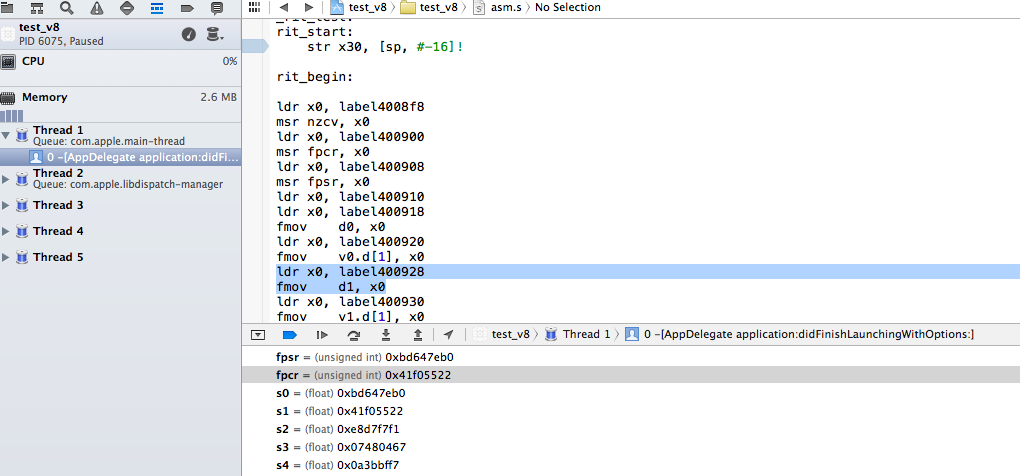 test_v8 〉 test_v8 〉 asm.s 〉 No Selection
test_v8
PID 6075, Paused
CPU 0%
Memory 2.6 MB
Thread 1
Queue: com.apple.main-thread
0 -[AppDelegate application:didFi...
Thread 2
Queue: com.apple.libdispatch-manager
Thread 3
Thread 4
Thread 5
_rit_test:
rit_start:
str x30, [sp, #-16]!
rit_begin:
ldr x0, label4008f8
msr nzcv, x0
ldr x0, label400900
msr fpcr, x0
ldr x0, label400908
msr fpsr, x0
ldr x0, label400910
ldr x0, label400918
fmov d0, x0
ldr x0, label400920
fmov v0.d[1], x0
ldr x0, label400928
fmov d1, x0
ldr x0, label400930
fmov v1.d[1], x0
test_v8 〉 Thread 1 〉 0 -[AppDelegate application:didFinishLaunchingWithOptions:]
fpsr = (unsigned int) 0xbd647eb0
fpcr = (unsigned int) 0x41f05522
s0 = (float) 0xbd647eb0
s1 = (float) 0x41f05522
s2 = (float) 0xe8d7f7f1
s3 = (float) 0x07480467
s4 = (float) 0x0a3bbff7